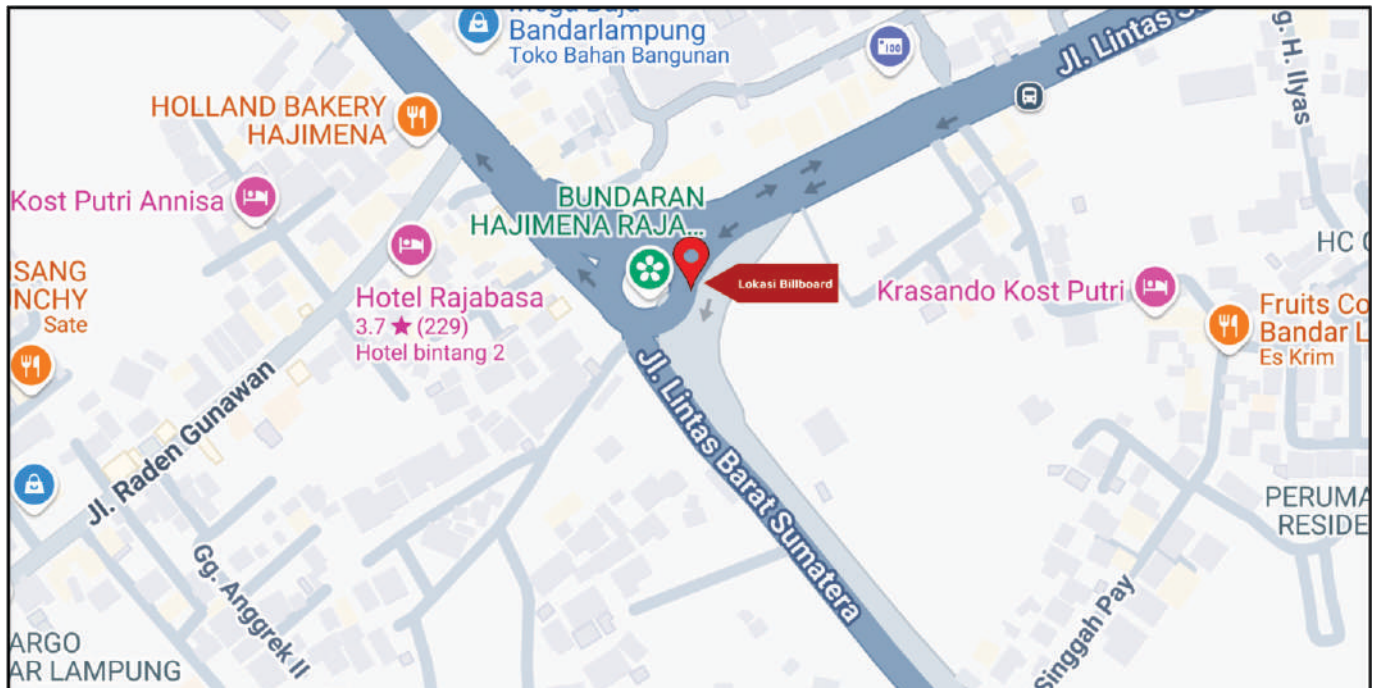 Bandarlampung
Toko Bahan Bangunan
Jl. Lintas
g. H. Ilyas
HOLLAND BAKERY
HAJIMENA
Kost Putri Annisa
BUNDARAN
HAJIMENA RAJA...
HC
SANG
NCHY
Sate
Hotel Rajabasa
3.7 ★ (229)
Hotel bintang 2
Lokasi Billboard
Krasando Kost Putri
Fruits Co
Bandar L
Es Krim
Jl. Raden Gunawan
Jl. Lintas Barat Sumatera
PERUMA
RESIDE
Gg. Anggrek II
Singgah Pay
ARGO
AR LAMPUNG